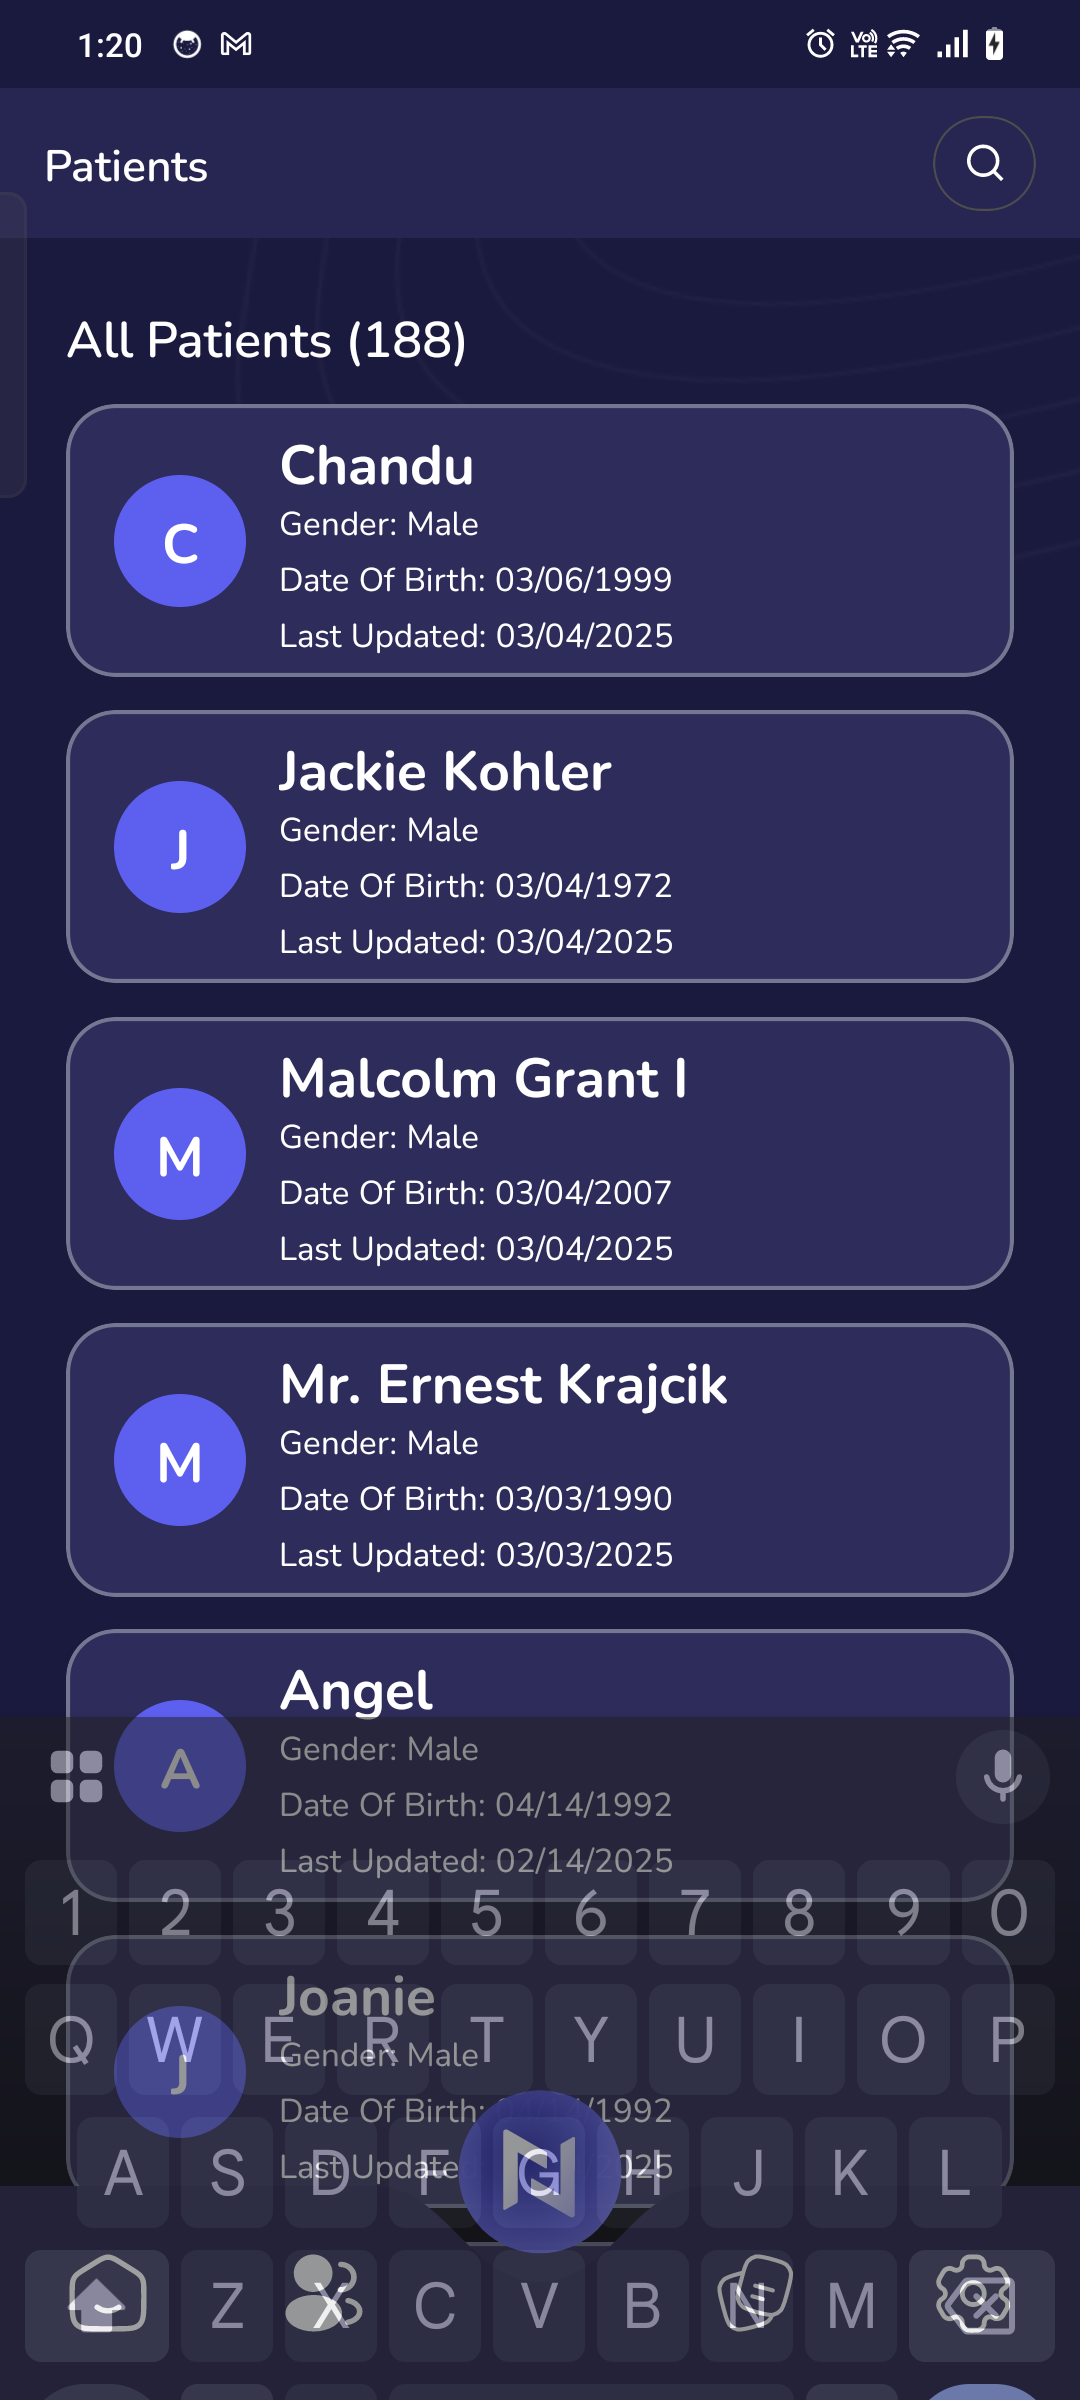 1:20
Vo)) LTE
Patients
All Patients (188)
C
Chandu
Gender: Male
Date Of Birth: 03/06/1999
Last Updated: 03/04/2025
J
Jackie Kohler
Gender: Male
Date Of Birth: 03/04/1972
Last Updated: 03/04/2025
M
Malcolm Grant I
Gender: Male
Date Of Birth: 03/04/2007
Last Updated: 03/04/2025
M
Mr. Ernest Krajcik
Gender: Male
Date Of Birth: 03/03/1990
Last Updated: 03/03/2025
A
Angel
Gender: Male
Date Of Birth: 04/14/1992
Last Updated: 02/14/2025
1 2 3 4 5 6 7 8 9 0
J
Joanie
Q W E R T Y U I O P
Gender: Male
Date Of Birth: /1992
Last Updated:
A S D F G H J K L
Z X C V B N M